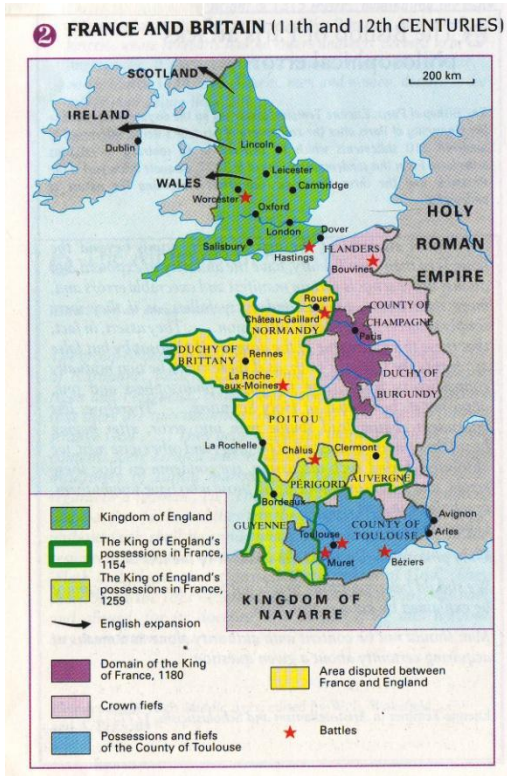 2 FRANCE AND BRITAIN (11th and 12th CENTURIES)
SCOTLAND
200 km
IRELAND
Dublin
Lincoln
Leicester
WALES
Cambridge
Worcester
Oxford
HOLY
ROMAN
EMPIRE
London
Dover
Salisbury
Hastings
FLANDERS
Bouvines
Rouen
COUNTY OF
CHAMPAGNE
Château-Gaillard
NORMANDY
Paris
DUCHY OF
BRITTANY
Rennes
La Roche-
aux-Moines
DUCHY OF
BURGUNDY
POITOU
La Rochelle
Châlus
Clermont
AUVERGNE
PÉRIGORD
Bordeaux
GUYENNE
COUNTY OF
TOULOUSE
Toulouse
Avignon
Arles
Muret
Béziers
KINGDOM OF
NAVARRE
Kingdom of England
The King of England's
possessions in France,
1154
The King of England's
possessions in France,
1259
English expansion
Domain of the King
of France, 1180
Crown fiefs
Possessions and fiefs
of the County of Toulouse
Area disputed between
France and England
Battles